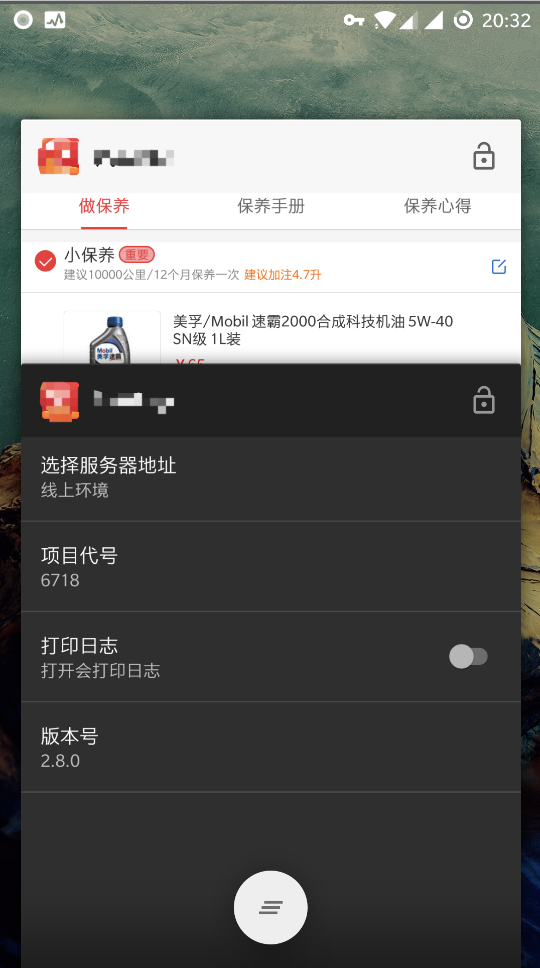 20:32
做保养
保养手册
保养心得
小保养 重要
建议10000公里/12个月保养一次 建议加注4.7升
Mobil
美孚速霸
美孚/Mobil 速霸2000合成科技机油 5W-40
SN级 1L装
选择服务器地址
线上环境
项目代号
6718
打印日志
打开会打印日志
版本号
2.8.0